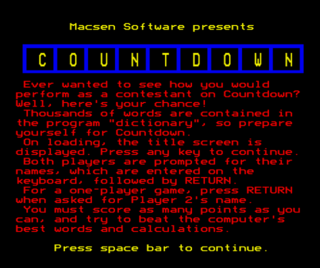 Macsen Software presents
COUNTDOWN
Ever wanted to see how you would
perform as a contestant on Countdown?
Well, here's your chance!
Thousands of words are contained in
the program "dictionary", so prepare
yourself for Countdown.
On loading, the title screen is
displayed. Press any key to continue.
Both players are prompted for their
names, which are entered on the
keyboard, followed by RETURN.
For a one-player game, press RETURN
when asked for Player 2's name.
You must score as many points as you
can, and try to beat the computer's
best words and calculations.
Press space bar to continue.